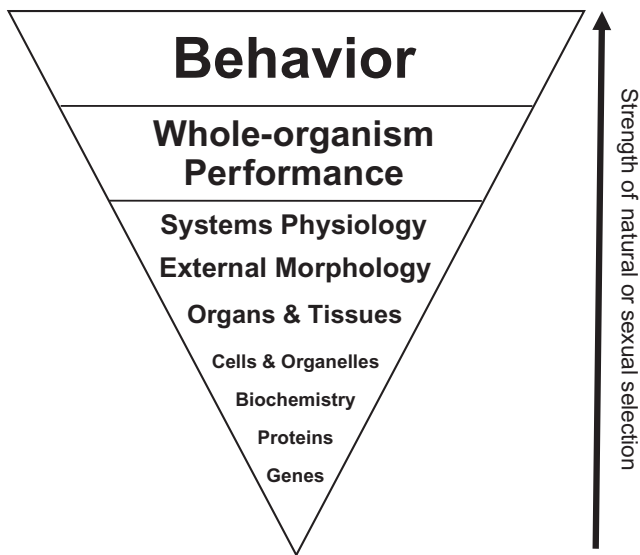 Behavior
Whole-organism
Performance
Systems Physiology
External Morphology
Organs & Tissues
Cells & Organelles
Biochemistry
Proteins
Genes
Strength of natural or sexual selection